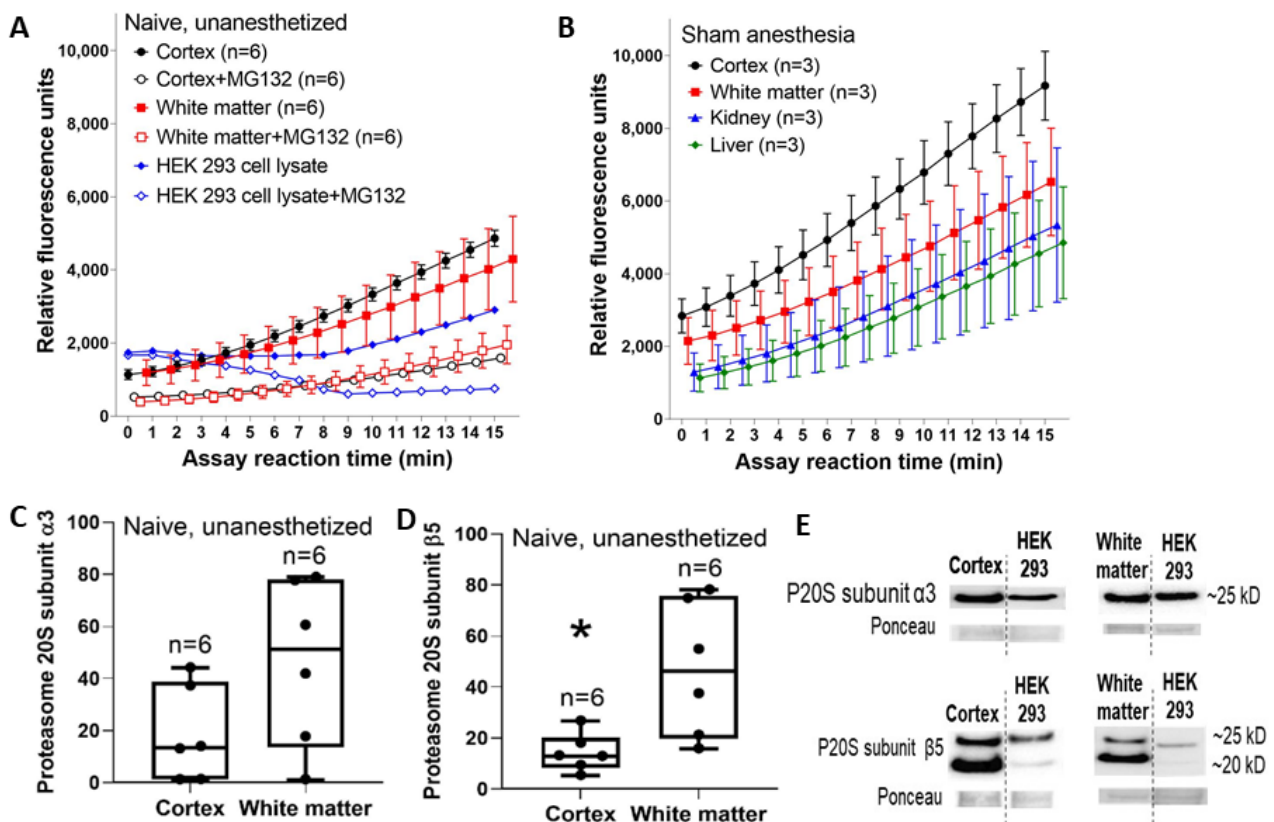 A
Naive, unanesthetized
Cortex (n=6)
Cortex+MG132 (n=6)
White matter (n=6)
White matter+MG132 (n=6)
HEK 293 cell lysate
HEK 293 cell lysate+MG132
Relative fluorescence units
10,000
8,000
6,000
4,000
2,000
0
0 1 2 3 4 5 6 7 8 9 10 11 12 13 14 15
Assay reaction time (min)
B
Sham anesthesia
Cortex (n=3)
White matter (n=3)
Kidney (n=3)
Liver (n=3)
Relative fluorescence units
10,000
8,000
6,000
4,000
2,000
0
0 1 2 3 4 5 6 7 8 9 10 11 12 13 14 15
Assay reaction time (min)
C
Naive, unanesthetized
Proteasome 20S subunit α3
100
80
60
40
20
0
n=6
n=6
Cortex White matter
D
Naive, unanesthetized
Proteasome 20S subunit β5
100
80
60
40
20
0
*
n=6
n=6
Cortex White matter
E
Cortex
HEK
293
White
matter
HEK
293
P20S subunit α3
~25 kD
Ponceau
Cortex
HEK
293
White
matter
HEK
293
P20S subunit β5
~25 kD
~20 kD
Ponceau